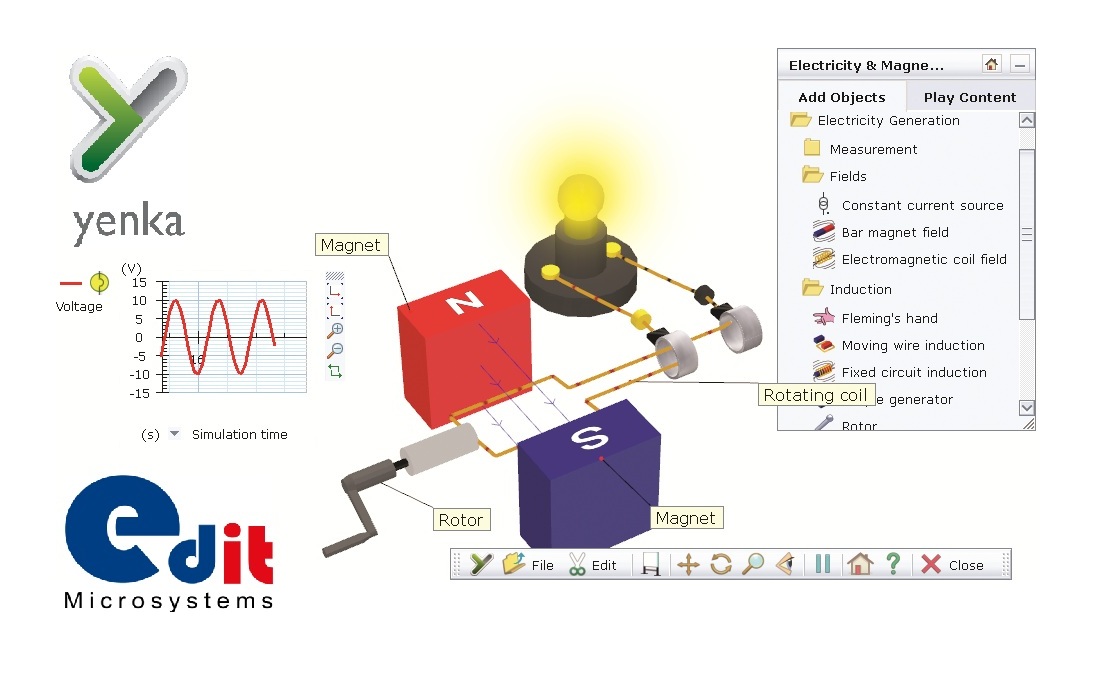 yenka
Voltage
(V)
15
10
5
0
-5
-10
-15
16
(s)
Simulation time
Magnet
N
S
Rotor
Magnet
Rotating coil
Electricity & Magne...
Add Objects
Play Content
Electricity Generation
Measurement
Fields
Constant current source
Bar magnet field
Electromagnetic coil field
Induction
Fleming's hand
Moving wire induction
Fixed circuit induction
generator
Rotor
File
Edit
?
Close
edit
Microsystems